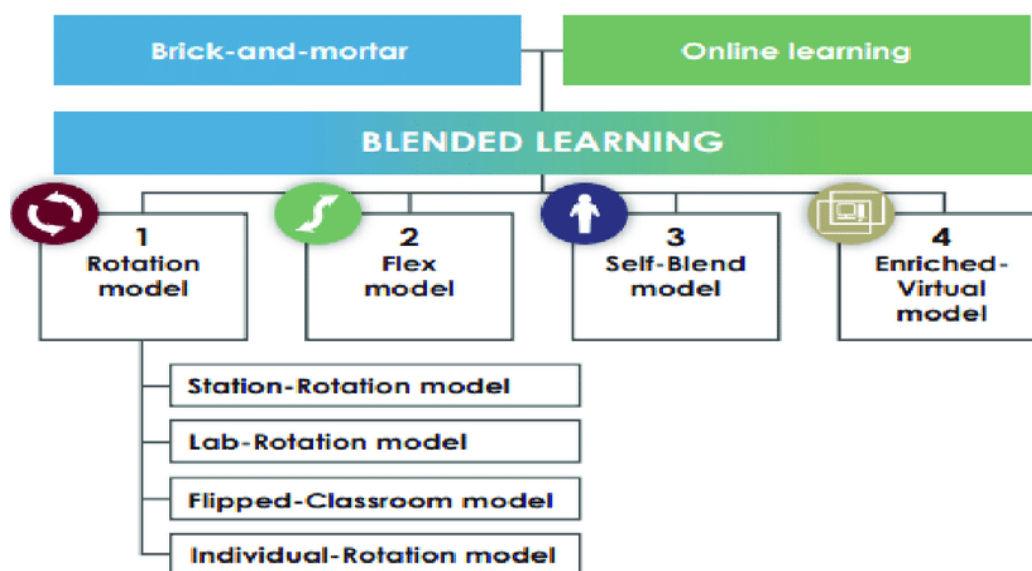 Brick-and-mortar
Online learning
BLENDED LEARNING
1
Rotation
model
2
Flex
model
3
Self-Blend
model
4
Enriched-
Virtual
model
Station-Rotation model
Lab-Rotation model
Flipped-Classroom model
Individual-Rotation model